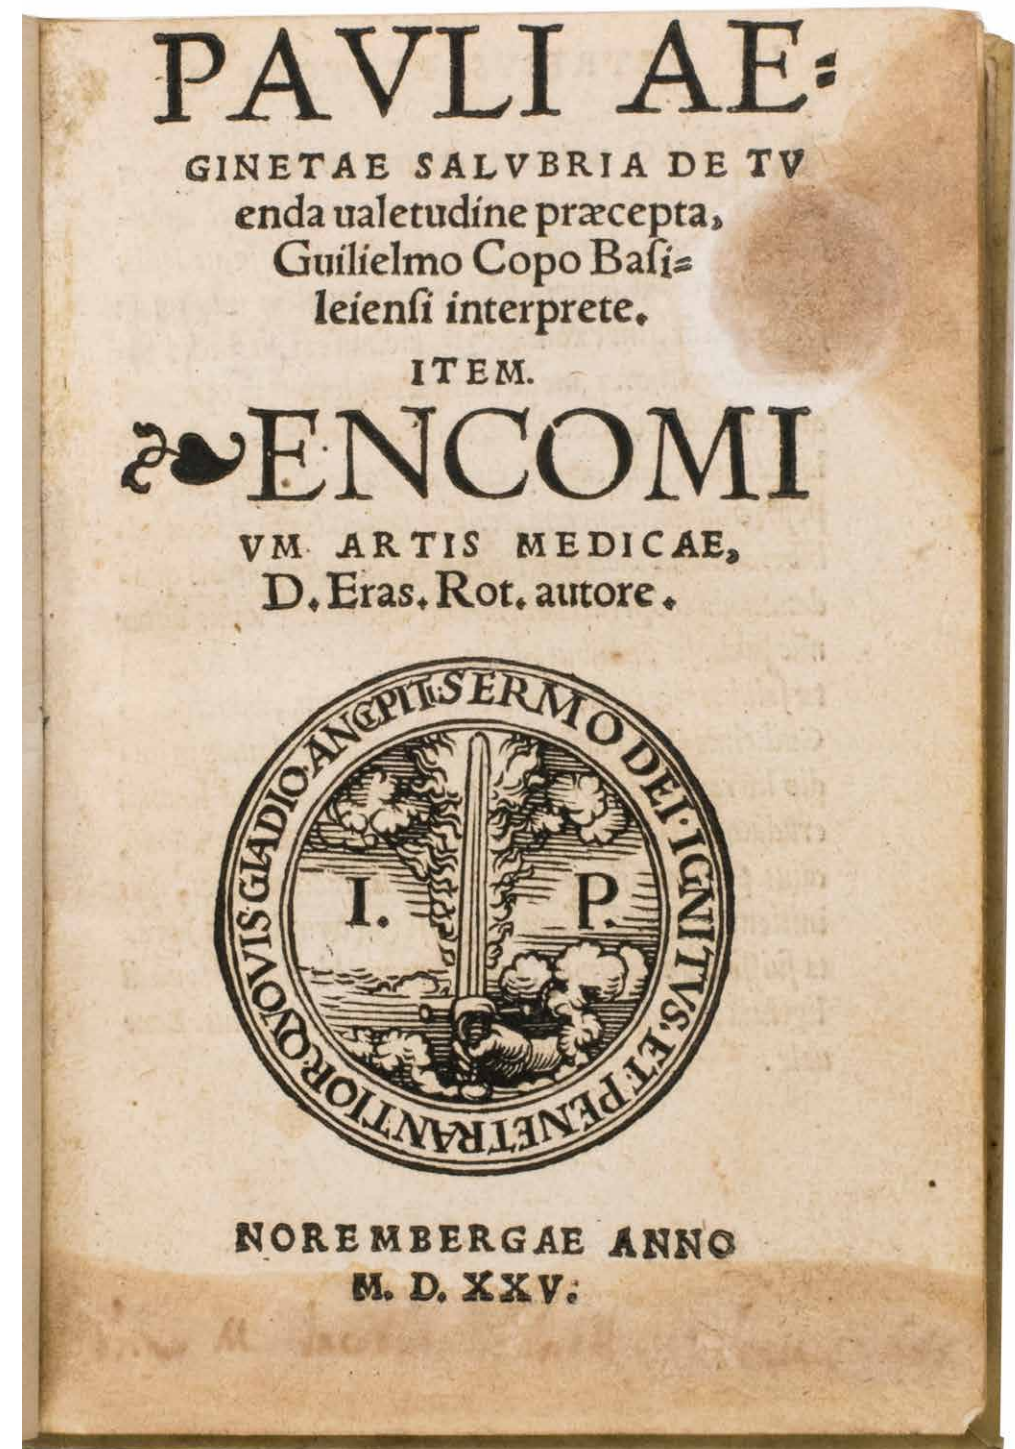 PAVLI AE⸗
GINETAE SALVBRIA DE TV
enda ualetudine præcepta,
Guilielmo Copo Baſi⸗
leienſi interprete.
ITEM.
❧ENCOMI
VM ARTIS MEDICAE,
D. Eras. Rot. autore.
SERMO DEI·IGNITVS. ET PENETRANTIOR·QVOVIS GLADIO ANCIPITI.
I. P.
NOREMBERGAE ANNO
M. D. XXV.